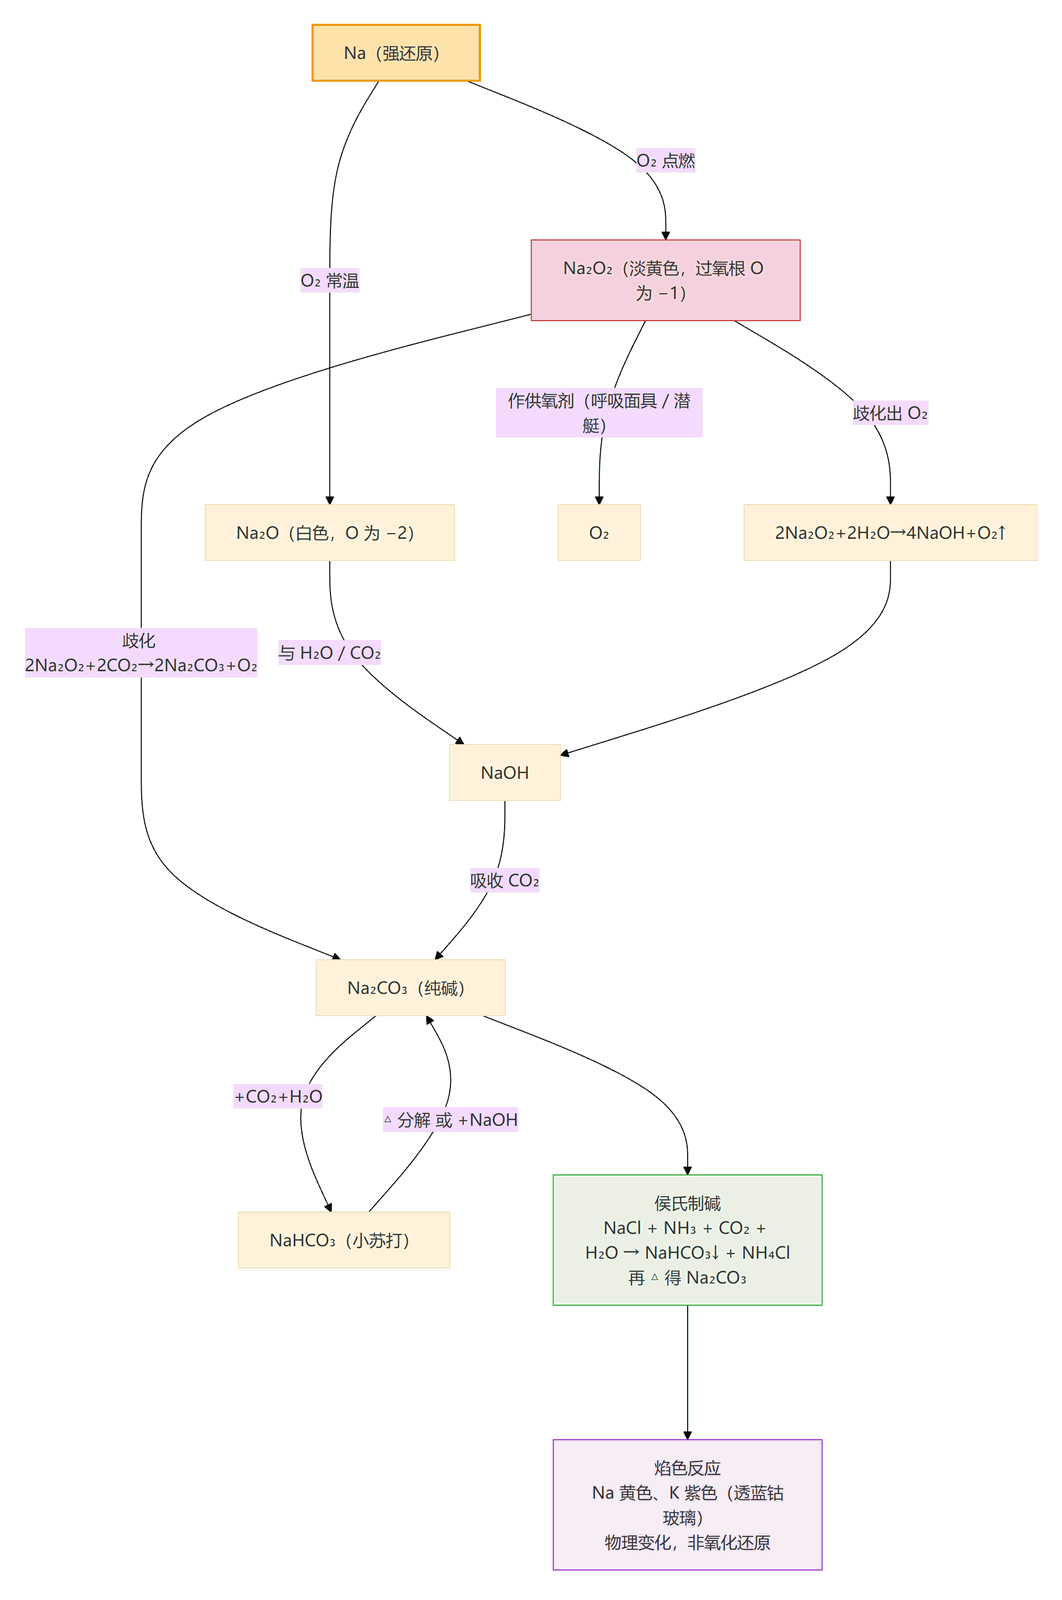 Na（强还原）
O₂ 点燃
Na₂O₂（淡黄色，过氧根 O
为 −1）
O₂ 常温
作供氧剂（呼吸面具 / 潜
艇）
歧化出 O₂
Na₂O（白色，O 为 −2）
O₂
2Na₂O₂+2H₂O→4NaOH+O₂↑
歧化
2Na₂O₂+2CO₂→2Na₂CO₃+O₂
与 H₂O / CO₂
NaOH
吸收 CO₂
Na₂CO₃（纯碱）
+CO₂+H₂O
△ 分解 或 +NaOH
NaHCO₃（小苏打）
侯氏制碱
NaCl + NH₃ + CO₂ +
H₂O → NaHCO₃↓ + NH₄Cl
再 △ 得 Na₂CO₃
焰色反应
Na 黄色、K 紫色（透蓝钴
玻璃）
物理变化，非氧化还原